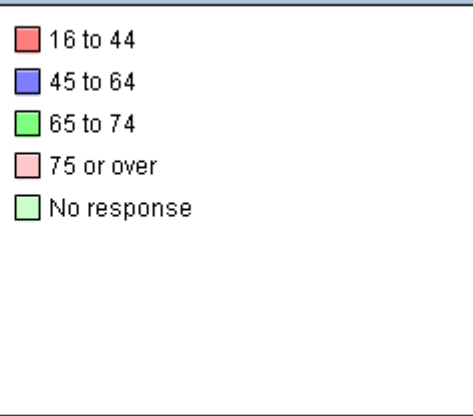 16 to 44
45 to 64
65 to 74
75 or over
No response